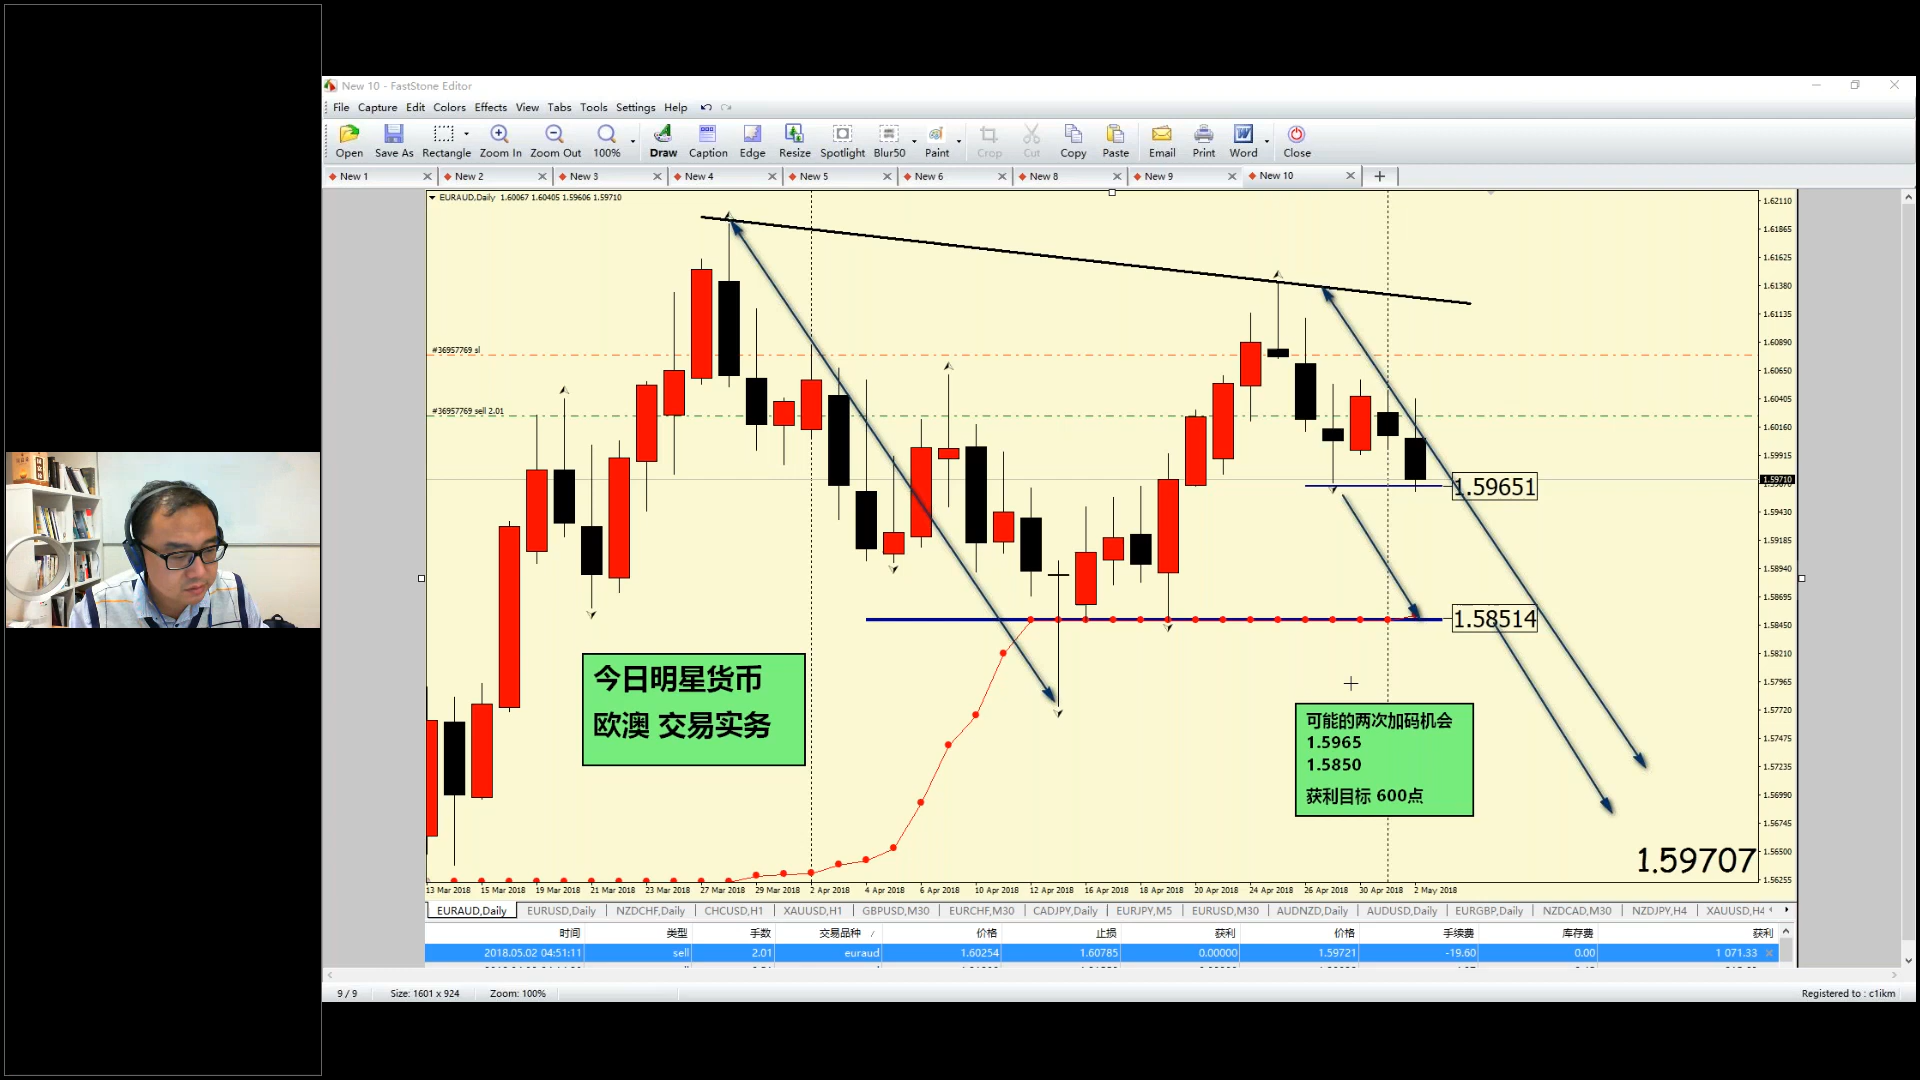 New 10 - FastStone Editor
File Capture Edit Colors Effects View Tabs Tools Settings Help
Open Save As Rectangle Zoom In Zoom Out 100% Draw Caption Edge Resize Spotlight Blur50 Paint Crop Cut Copy Paste Email Print Word Close
New 1 New 2 New 3 New 4 New 5 New 6 New 8 New 9 New 10
EURAUD,Daily 1.60067 1.60405 1.59606 1.59710
1.62110
1.61865
1.61625
1.61380
1.61135
#36957769 sl
1.60890
1.60650
#36957769 sell 2.01
1.60405
1.60160
1.59915
1.59710
1.59651
1.59430
1.59185
1.58940
1.58695
1.58514
1.58450
1.58210
今日明星货币
欧澳 交易实务
1.57965
可能的两次加码机会
1.5965
1.5850
获利目标 600点
1.57720
1.57475
1.57235
1.56990
1.56745
1.56500
1.59707
1.56255
13 Mar 2018 15 Mar 2018 19 Mar 2018 21 Mar 2018 23 Mar 2018 27 Mar 2018 29 Mar 2018 2 Apr 2018 4 Apr 2018 6 Apr 2018 10 Apr 2018 12 Apr 2018 16 Apr 2018 18 Apr 2018 20 Apr 2018 24 Apr 2018 26 Apr 2018 30 Apr 2018 2 May 2018
EURAUD,Daily EURUSD,Daily NZDCHF,Daily CHCUSD,H1 XAUUSD,H1 GBPUSD,M30 EURCHF,M30 CADJPY,Daily EURJPY,M5 EURUSD,M30 AUDNZD,Daily AUDUSD,Daily EURGBP,Daily NZDCAD,M30 NZDJPY,H4 XAUUSD,H4
时间 类型 手数 交易品种 / 价格 止损 获利 价格 手续费 库存费 获利
2018.05.02 04:51:11 sell 2.01 euraud 1.60254 1.60785 0.00000 1.59721 -19.60 0.00 1 071.33
9 / 9 Size: 1601 x 924 Zoom: 100% Registered to : c1ikm